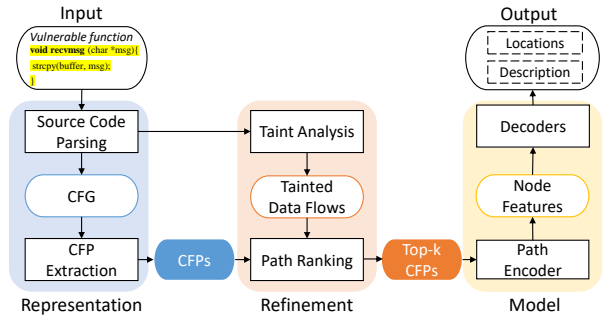 Input
Vulnerable function
void recvmsg (char *msg){
strcpy(buffer, msg);
}
Source Code
Parsing
CFG
CFP
Extraction
Representation
CFPs
Taint Analysis
Tainted
Data Flows
Path Ranking
Refinement
Top-k
CFPs
Output
Locations
Description
Decoders
Node
Features
Path
Encoder
Model